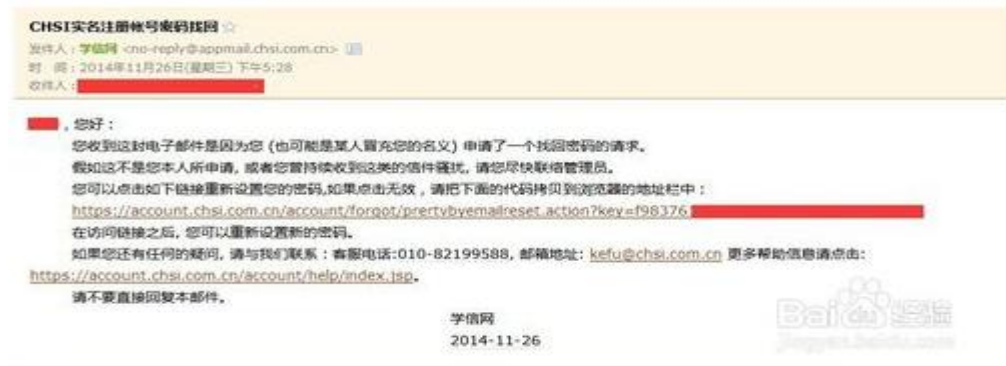 CHSI实名注册帐号密码找回 ☆
发件人：学信网 <no-reply@appmail.chsi.com.cn>
时 间：2014年11月26日(星期三) 下午5:28
收件人：
，您好：
您收到这封电子邮件是因为您 (也可能是某人冒充您的名义) 申请了一个找回密码的请求。
假如这不是您本人所申请, 或者您曾持续收到这类的信件骚扰, 请您尽快联络管理员。
您可以点击如下链接重新设置您的密码,如果点击无效，请把下面的代码拷贝到浏览器的地址栏中：
https://account.chsi.com.cn/account/forgot/prertvbyemailreset.action?key=f98376
在访问链接之后, 您可以重新设置新的密码。
如果您还有任何的疑问, 请与我们联系：客服电话:010-82199588, 邮箱地址: kefu@chsi.com.cn 更多帮助信息请点击:
https://account.chsi.com.cn/account/help/index.jsp。
请不要直接回复本邮件。
学信网
2014-11-26
Baidu 经验
jingyan.baidu.com